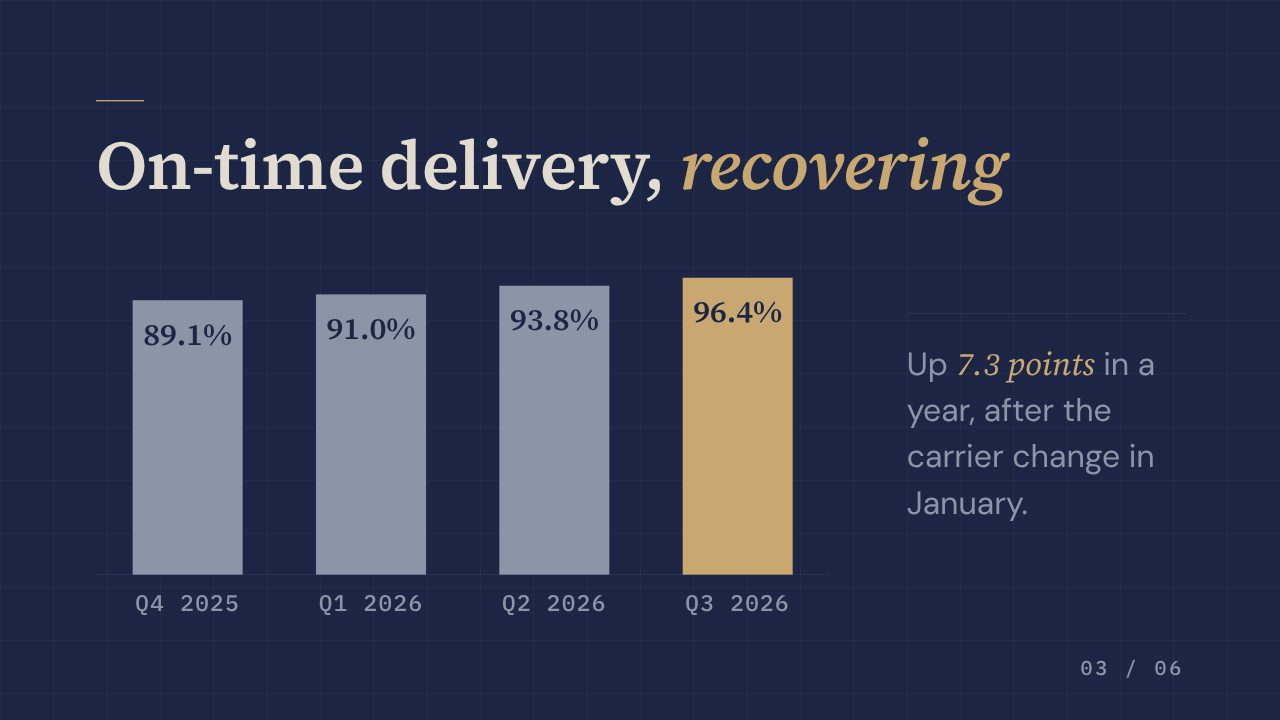 On-time delivery, recovering
89.1%
91.0%
93.8%
96.4%
Q4 2025
Q1 2026
Q2 2026
Q3 2026
Up 7.3 points in a
year, after the
carrier change in
January.
03 / 06